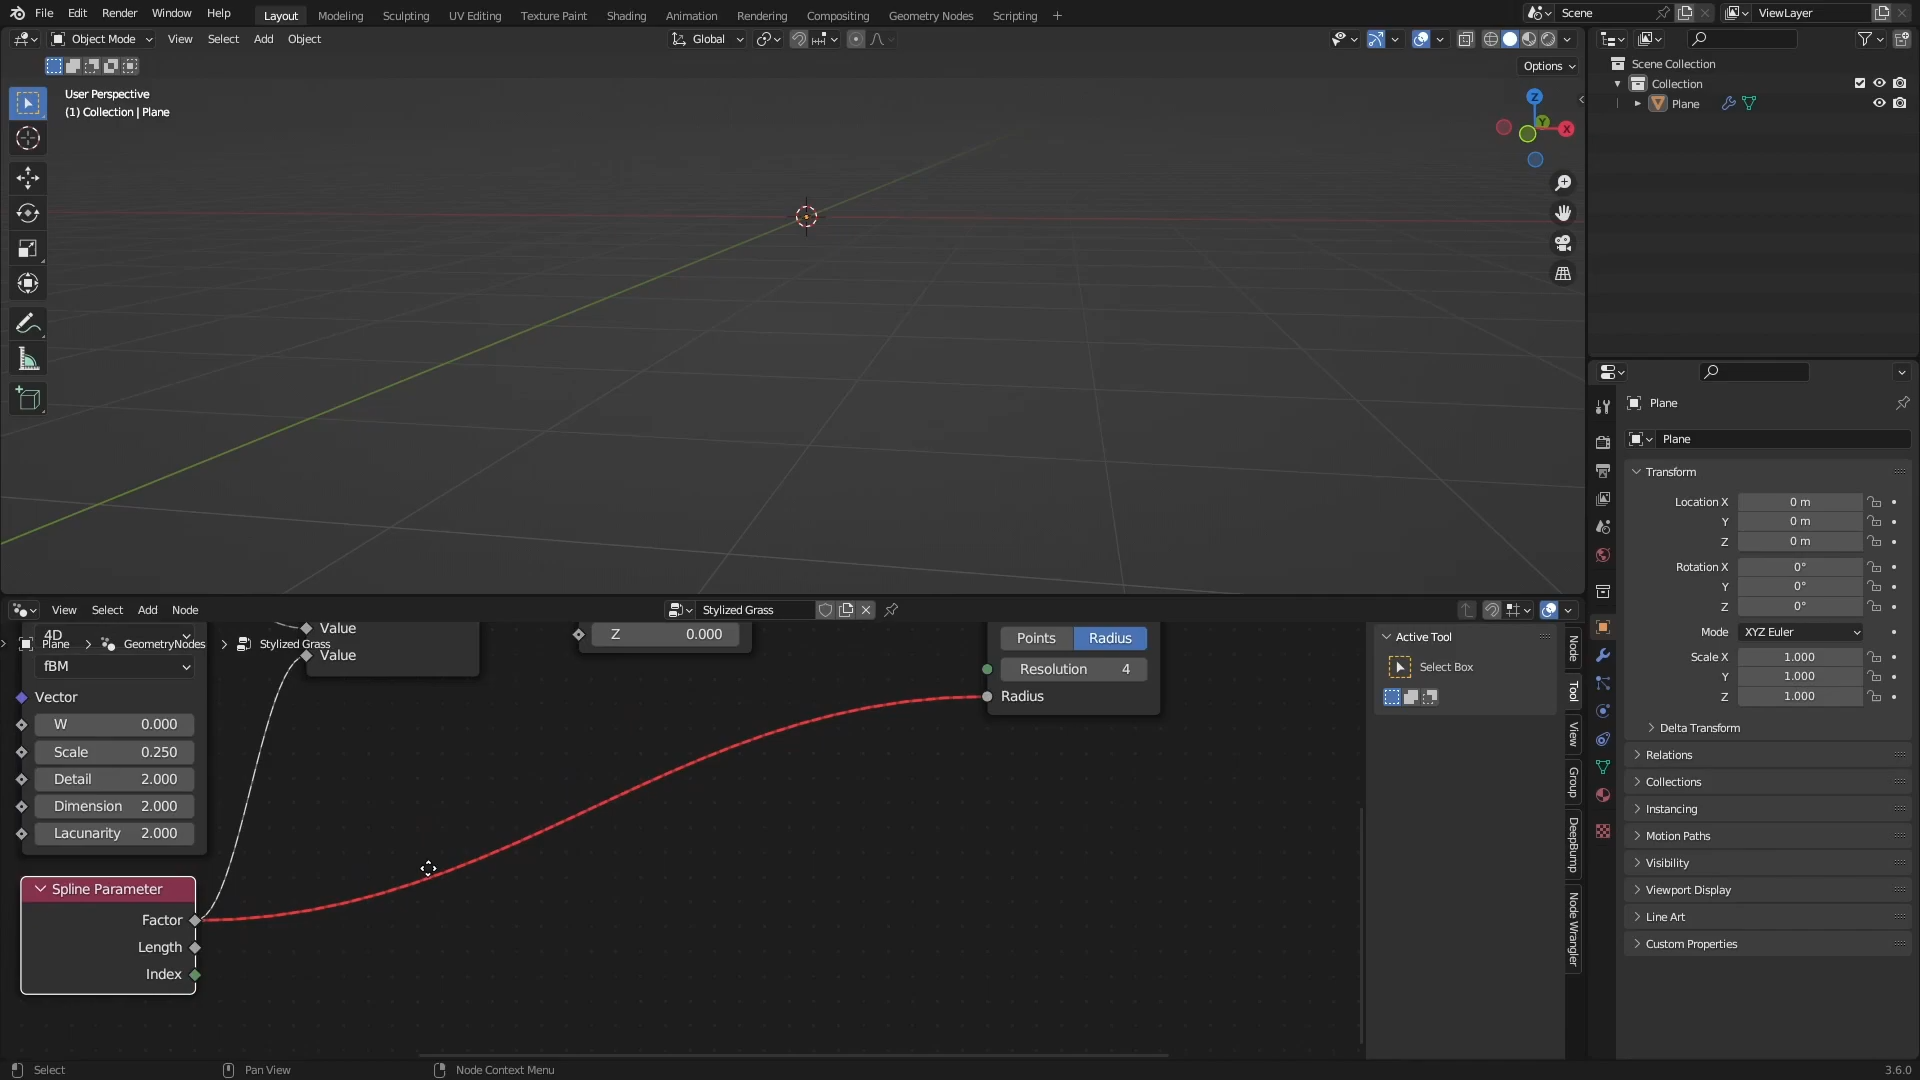 File Edit Render Window Help Layout Modeling Sculpting UV Editing Texture Paint Shading Animation Rendering Compositing Geometry Nodes Scripting + Scene ViewLayer
Object Mode View Select Add Object Global
Options
User Perspective
(1) Collection | Plane
Z
Y
X
Scene Collection
Collection
Plane
Plane
Plane
Transform
Location X 0 m
Y 0 m
Z 0 m
Rotation X 0°
Y 0°
Z 0°
Mode XYZ Euler
Scale X 1.000
Y 1.000
Z 1.000
Delta Transform
Relations
Collections
Instancing
Motion Paths
Visibility
Viewport Display
Line Art
Custom Properties
View Select Add Node Stylized Grass
4D
Plane > GeometryNodes > Stylized Grass
fBM
Vector
W 0.000
Scale 0.250
Detail 2.000
Dimension 2.000
Lacunarity 2.000
Value
Value
Z 0.000
Points Radius
Resolution 4
Radius
Spline Parameter
Factor
Length
Index
Active Tool
Select Box
Node
Tool
View
Group
DeepBump
Node Wrangler
Select Pan View Node Context Menu 3.6.0